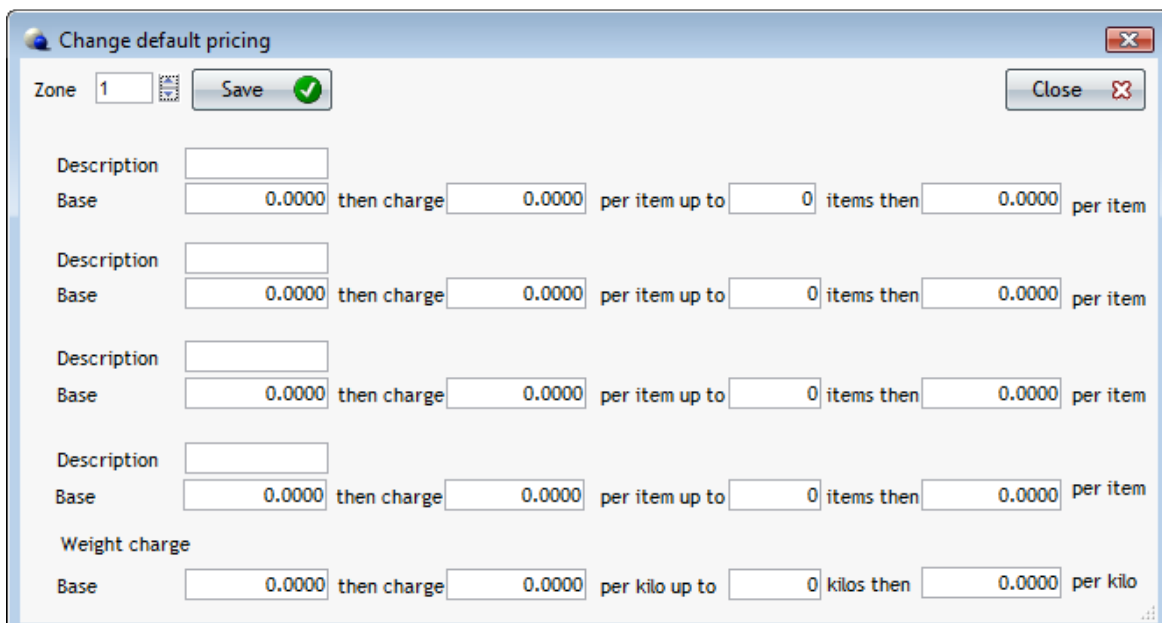 Change default pricing
Zone 1 Save Close
Description
Base 0.0000 then charge 0.0000 per item up to 0 items then 0.0000 per item
Description
Base 0.0000 then charge 0.0000 per item up to 0 items then 0.0000 per item
Description
Base 0.0000 then charge 0.0000 per item up to 0 items then 0.0000 per item
Description
Base 0.0000 then charge 0.0000 per item up to 0 items then 0.0000 per item
Weight charge
Base 0.0000 then charge 0.0000 per kilo up to 0 kilos then 0.0000 per kilo